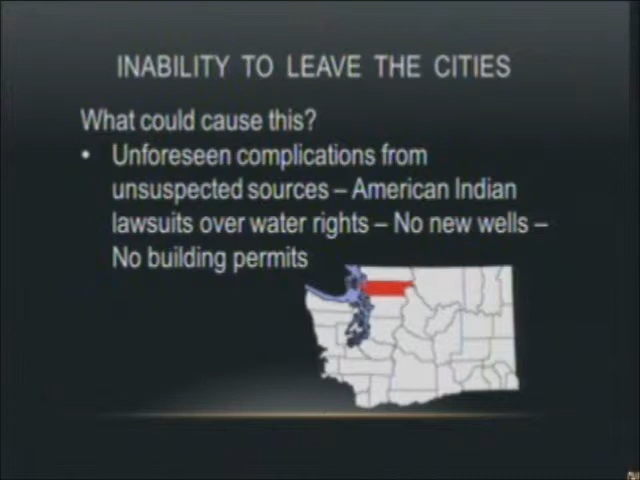 INABILITY TO LEAVE THE CITIES
What could cause this?
• Unforeseen complications from
unsuspected sources – American Indian
lawsuits over water rights – No new wells –
No building permits